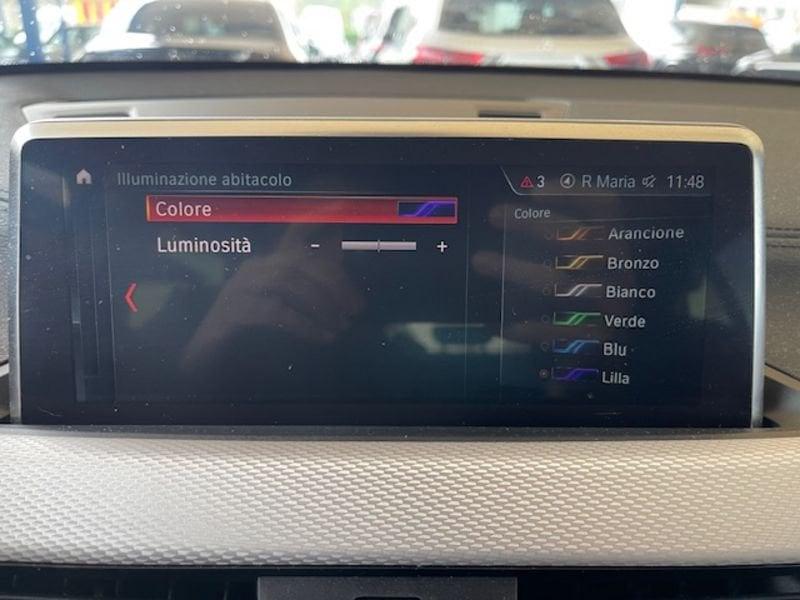 Illuminazione abitacolo
3 R Maria 11:48
Colore
Luminosità - +
Colore
Arancione
Bronzo
Bianco
Verde
Blu
Lilla